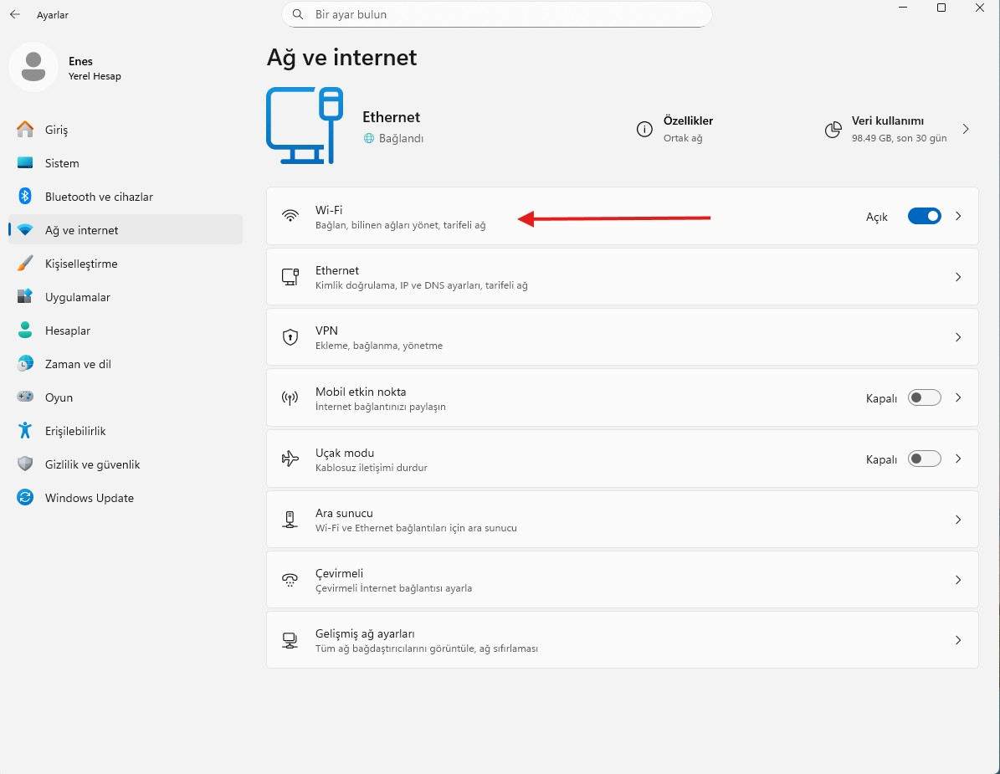 Ayarlar
Bir ayar bulun
Enes
Yerel Hesap
Giriş
Sistem
Bluetooth ve cihazlar
Ağ ve internet
Kişiselleştirme
Uygulamalar
Hesaplar
Zaman ve dil
Oyun
Erişilebilirlik
Gizlilik ve güvenlik
Windows Update
Ağ ve internet
Ethernet
Bağlandı
Özellikler
Ortak ağ
Veri kullanımı
98.49 GB, son 30 gün
Wi-Fi
Bağlan, bilinen ağları yönet, tarifeli ağ
Açık
Ethernet
Kimlik doğrulama, IP ve DNS ayarları, tarifeli ağ
VPN
Ekleme, bağlanma, yönetme
Mobil etkin nokta
İnternet bağlantınızı paylaşın
Kapalı
Uçak modu
Kablosuz iletişimi durdur
Kapalı
Ara sunucu
Wi-Fi ve Ethernet bağlantıları için ara sunucu
Çevirmeli
Çevirmeli İnternet bağlantısı ayarla
Gelişmiş ağ ayarları
Tüm ağ bağdaştırıcılarını görüntüle, ağ sıfırlaması